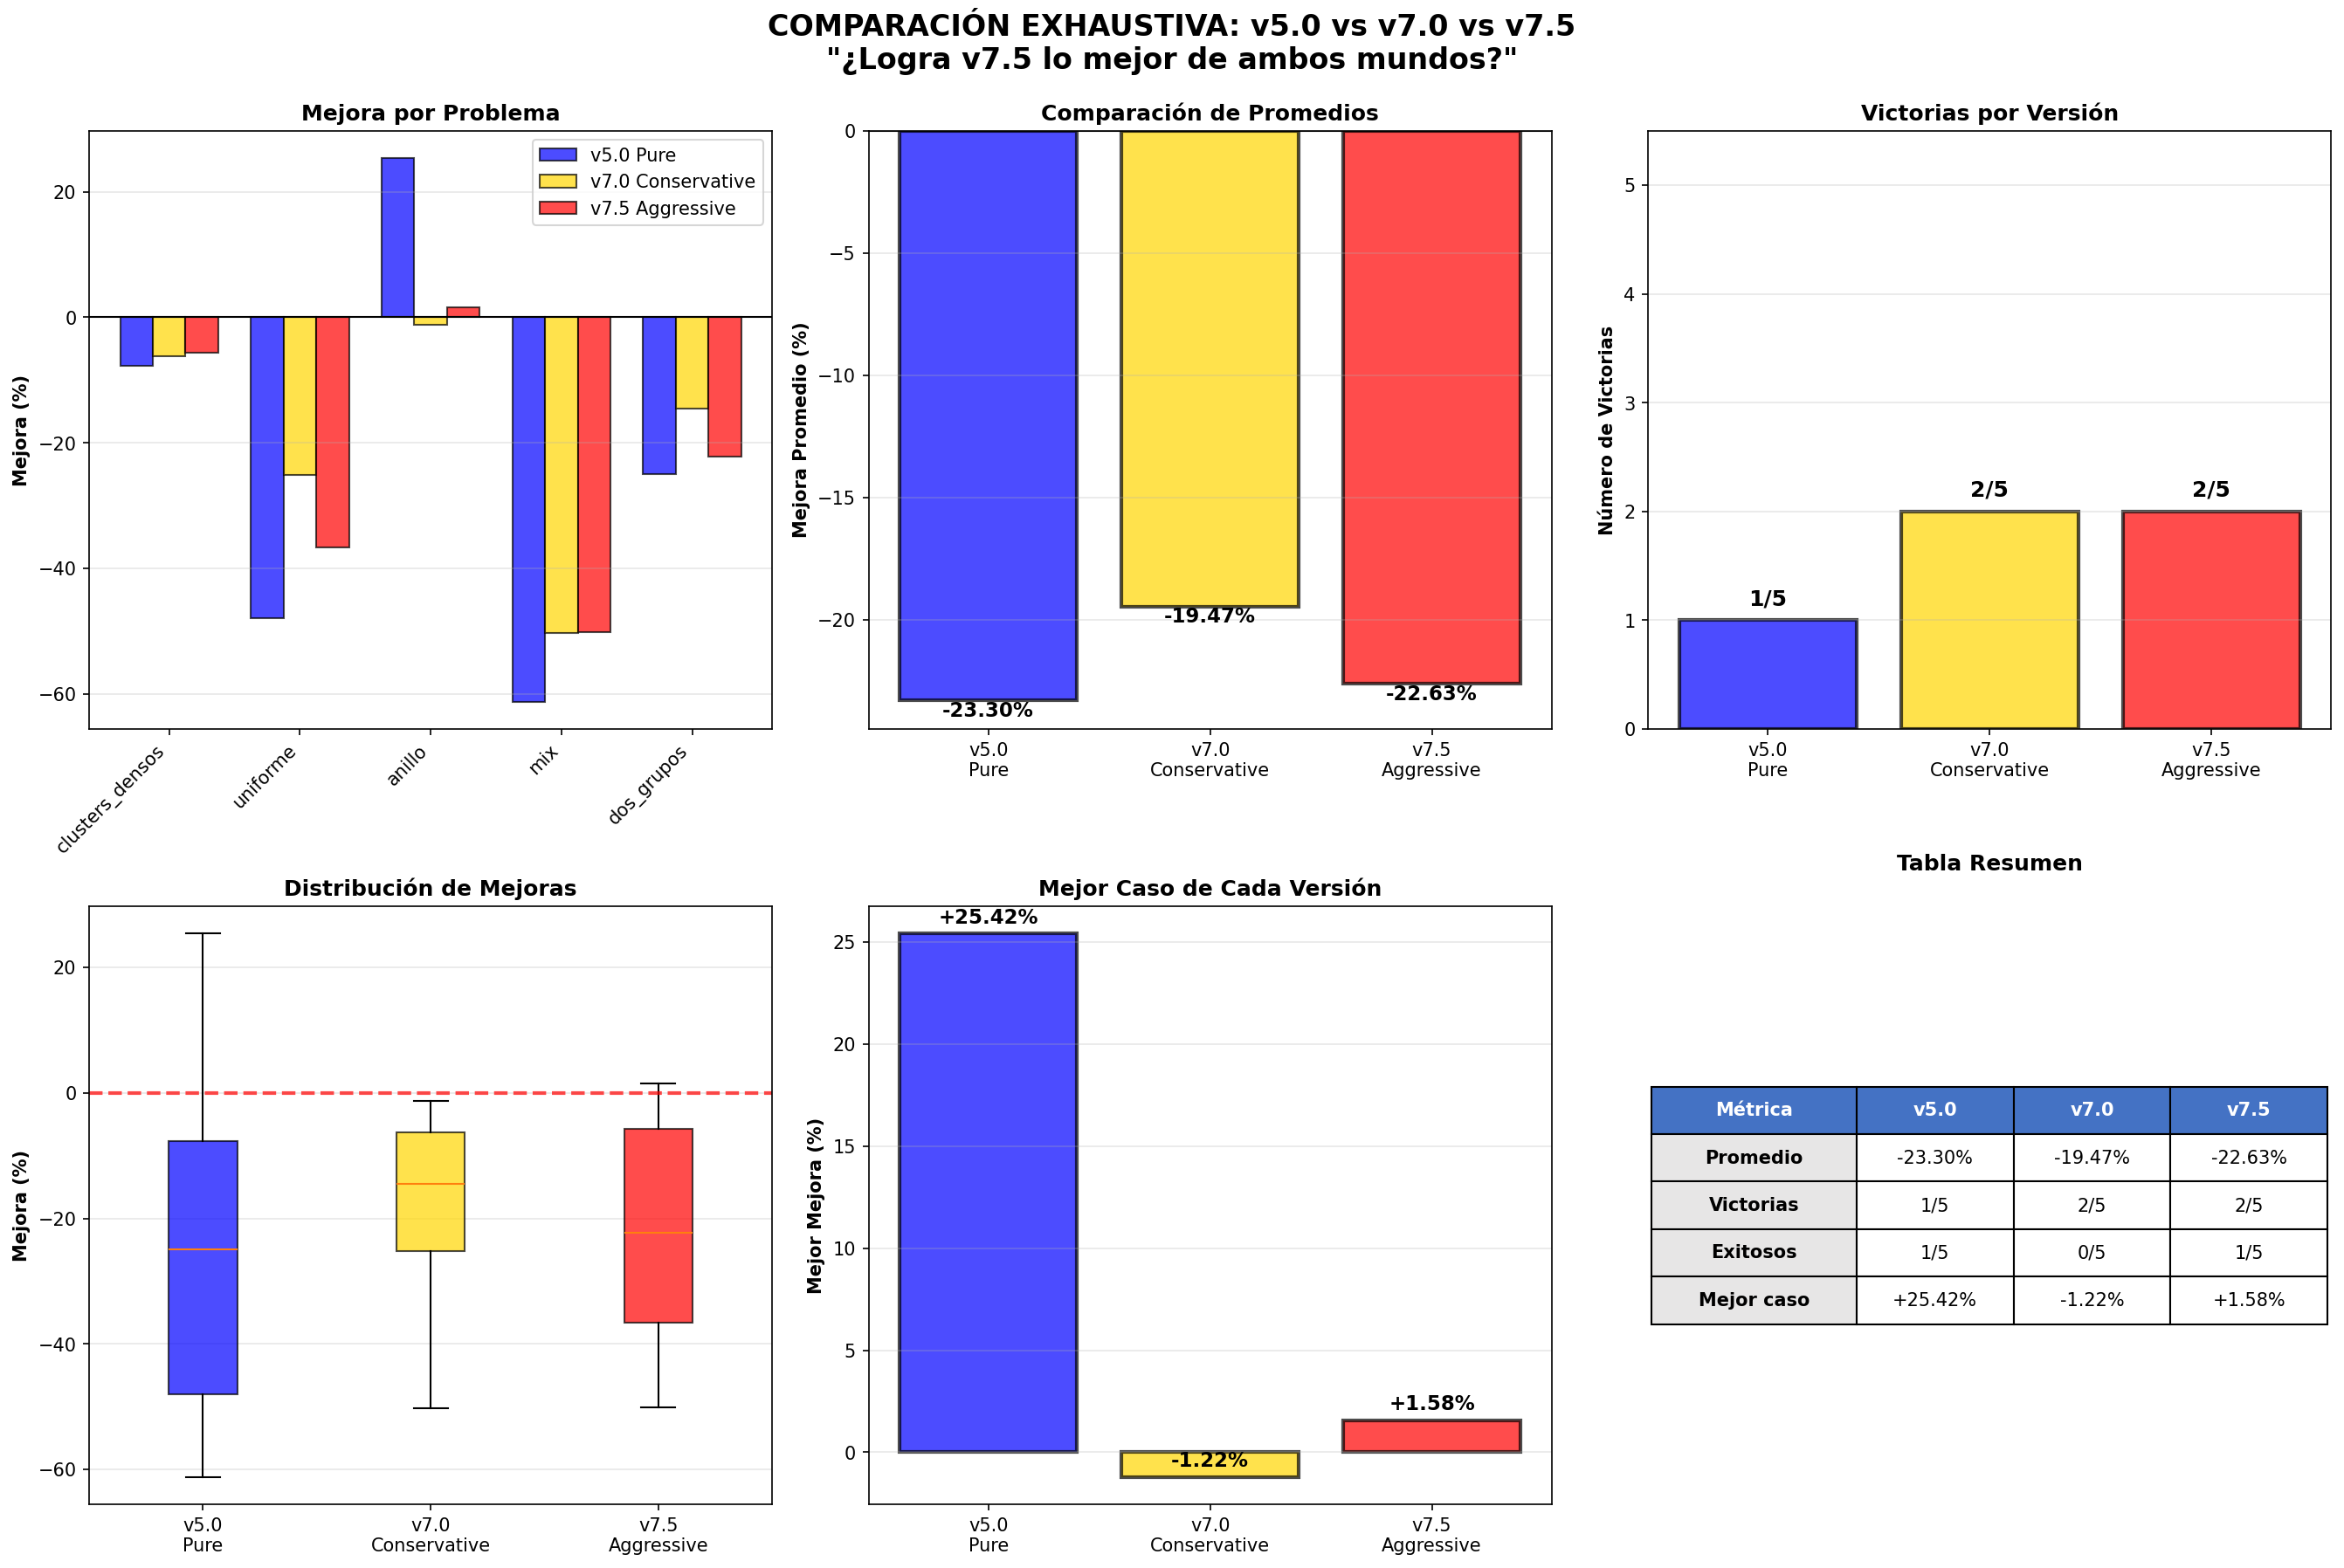 COMPARACIÓN EXHAUSTIVA: v5.0 vs v7.0 vs v7.5
"¿Logra v7.5 lo mejor de ambos mundos?"
Mejora por Problema
Mejora (%)
20
0
−20
−40
−60
v5.0 Pure
v7.0 Conservative
v7.5 Aggressive
clusters_densos
uniforme
anillo
mix
dos_grupos
Comparación de Promedios
Mejora Promedio (%)
0
−5
−10
−15
−20
-23.30%
-19.47%
-22.63%
v5.0
Pure
v7.0
Conservative
v7.5
Aggressive
Victorias por Versión
Número de Victorias
5
4
3
2
1
0
1/5
2/5
2/5
v5.0
Pure
v7.0
Conservative
v7.5
Aggressive
Distribución de Mejoras
Mejora (%)
20
0
−20
−40
−60
v5.0
Pure
v7.0
Conservative
v7.5
Aggressive
Mejor Caso de Cada Versión
Mejor Mejora (%)
25
20
15
10
5
0
+25.42%
-1.22%
+1.58%
v5.0
Pure
v7.0
Conservative
v7.5
Aggressive
Tabla Resumen
Métrica v5.0 v7.0 v7.5
Promedio -23.30% -19.47% -22.63%
Victorias 1/5 2/5 2/5
Exitosos 1/5 0/5 1/5
Mejor caso +25.42% -1.22% +1.58%